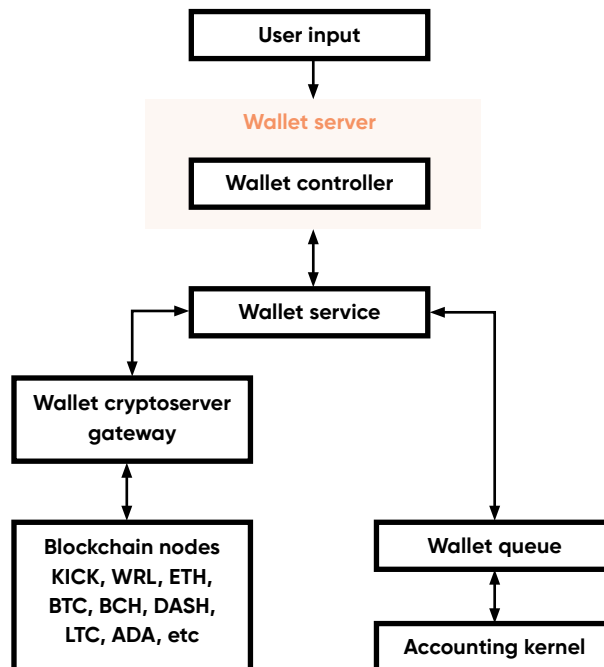 User input
Wallet server
Wallet controller
Wallet service
Wallet cryptoserver
gateway
Blockchain nodes
KICK, WRL, ETH,
BTC, BCH, DASH,
LTC, ADA, etc
Wallet queue
Accounting kernel